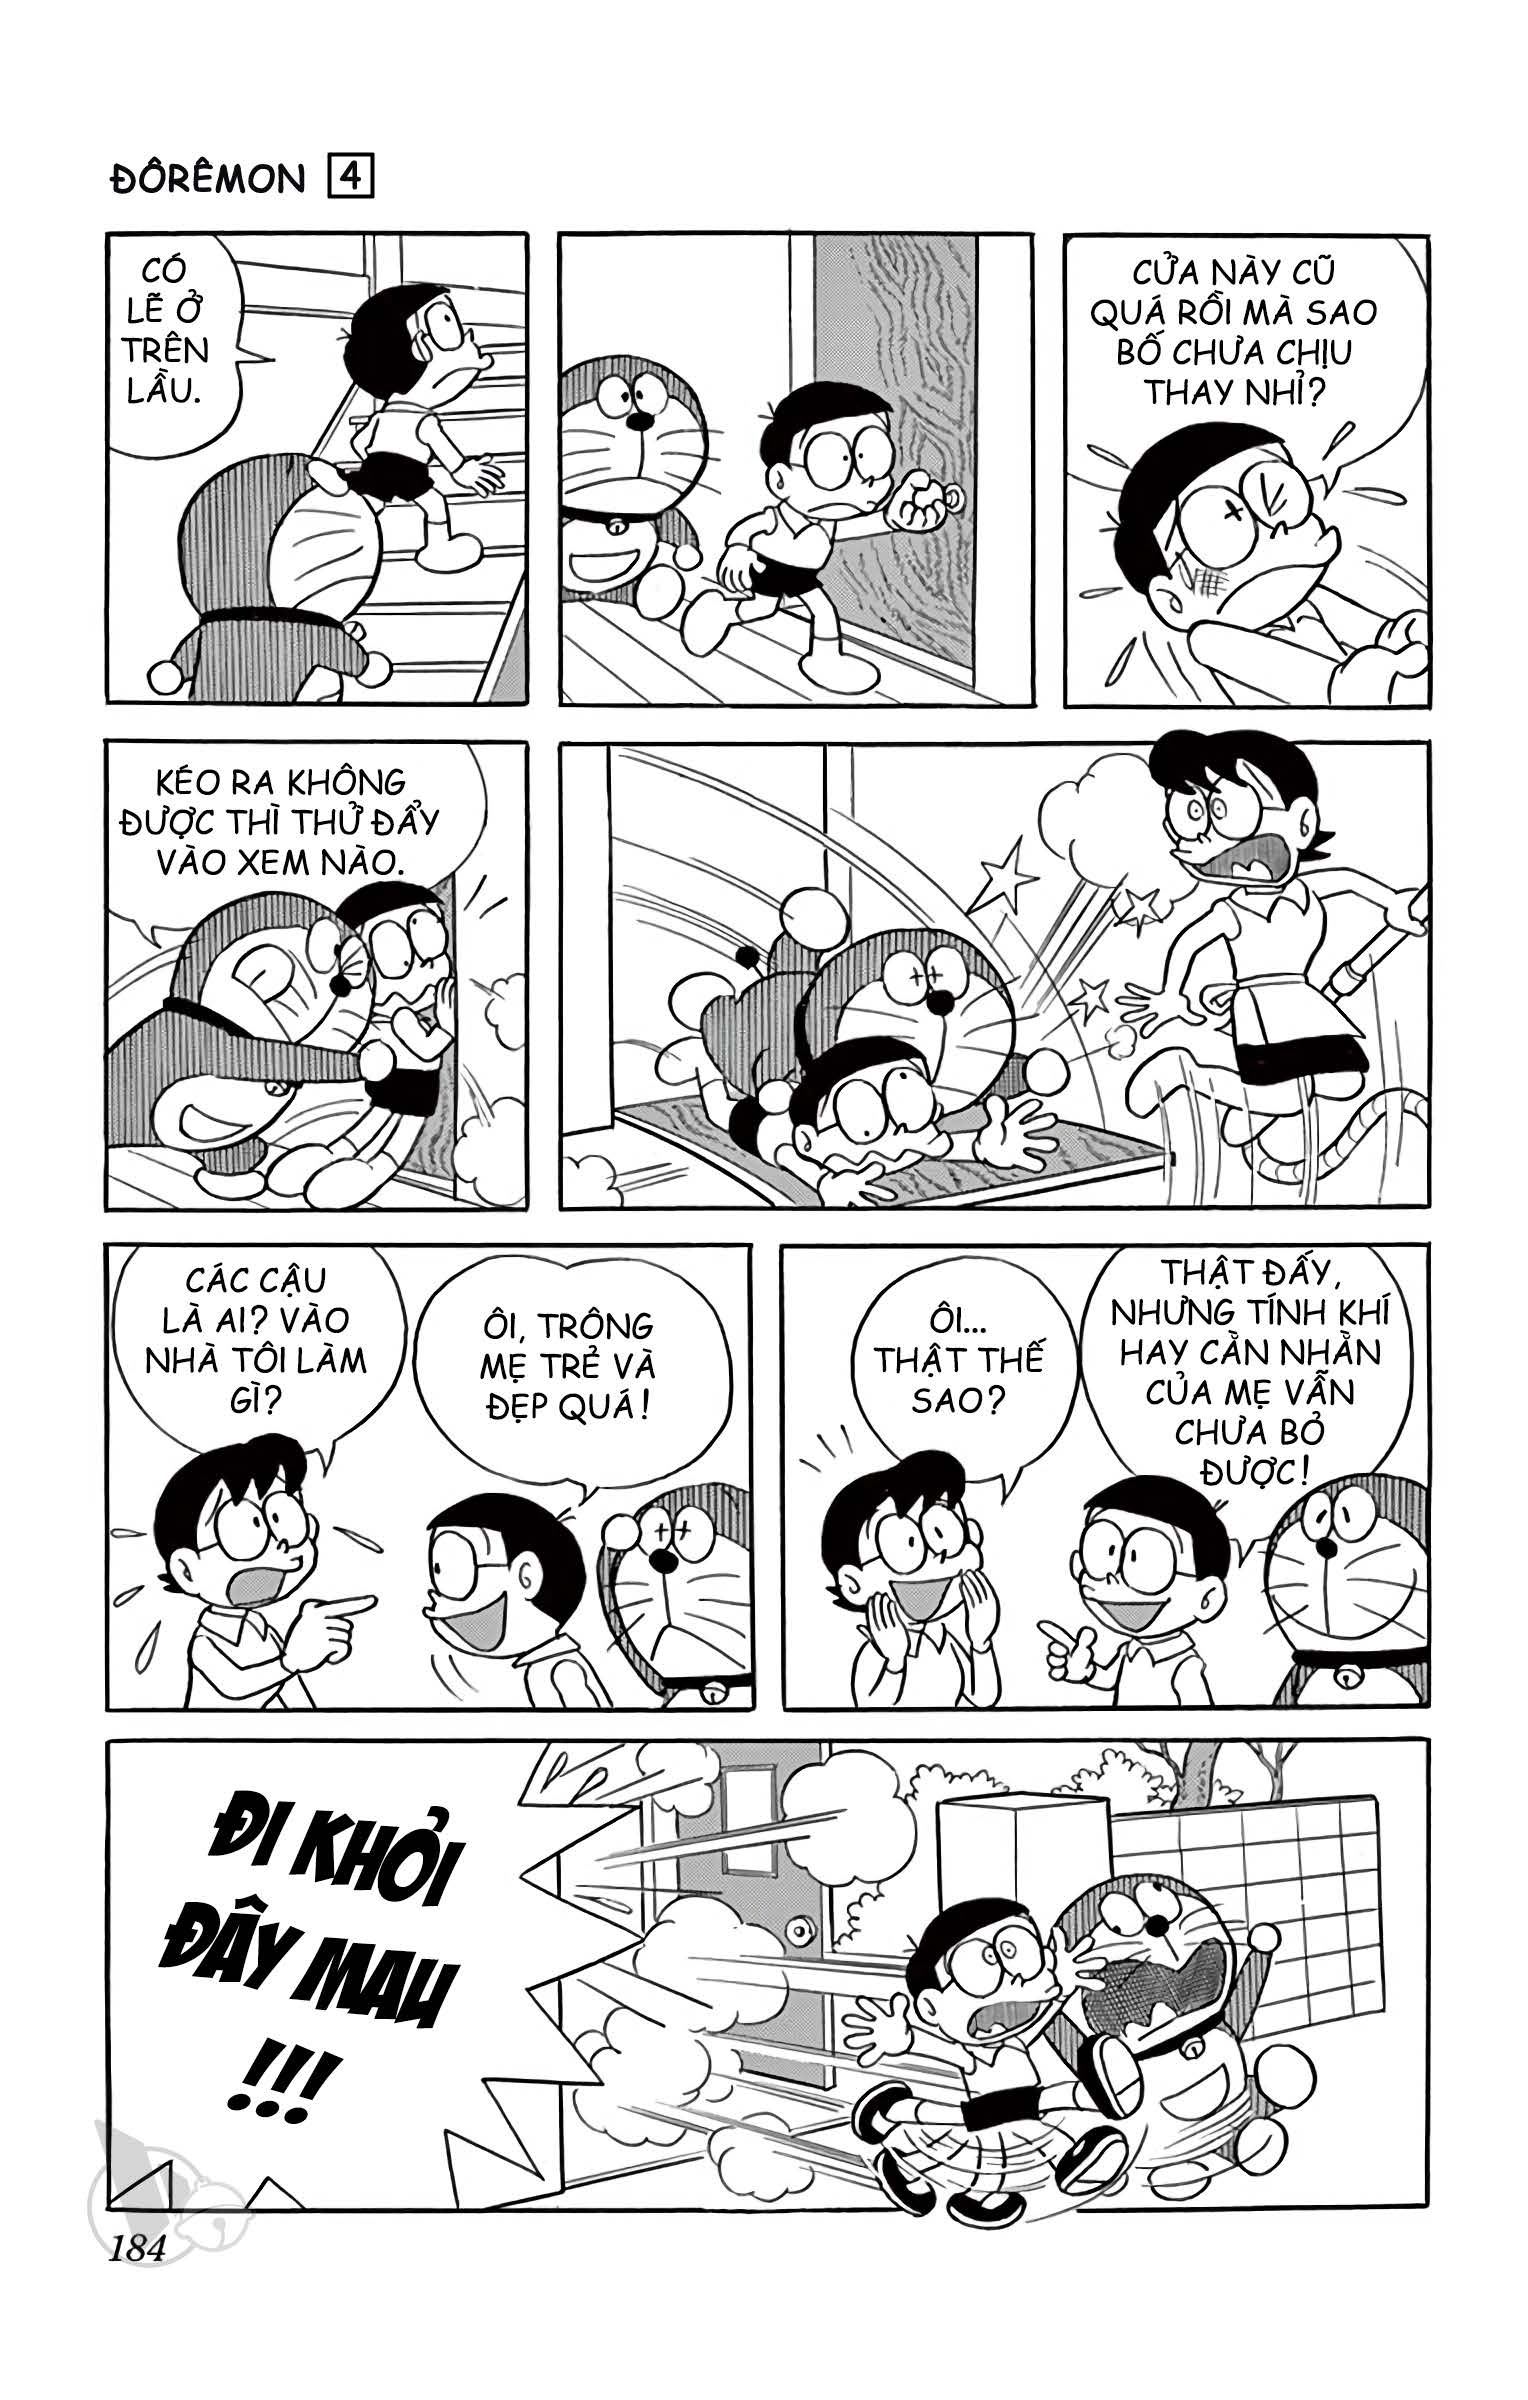 ĐÔRÊMON 4
CÓ
LẼ Ở
TRÊN
LẦU.
CỬA NÀY CŨ
QUÁ RỒI MÀ SAO
BỐ CHƯA CHỊU
THAY NHỈ?
KÉO RA KHÔNG
ĐƯỢC THÌ THỬ ĐẨY
VÀO XEM NÀO.
CÁC CẬU
LÀ AI? VÀO
NHÀ TÔI LÀM
GÌ?
ÔI, TRÔNG
MẸ TRẺ VÀ
ĐẸP QUÁ!
ÔI...
THẬT THẾ
SAO?
THẬT ĐẤY,
NHƯNG TÍNH KHÍ
HAY CẰN NHẰN
CỦA MẸ VẪN
CHƯA BỎ
ĐƯỢC!
ĐI KHỎI
ĐÂY MAU
!!!
184